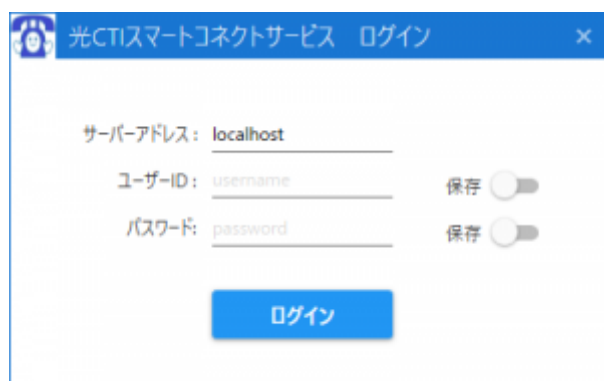 光CTIスマートコネクトサービス ログイン
サーバーアドレス: localhost
ユーザーID: username 保存
パスワード: password 保存
ログイン